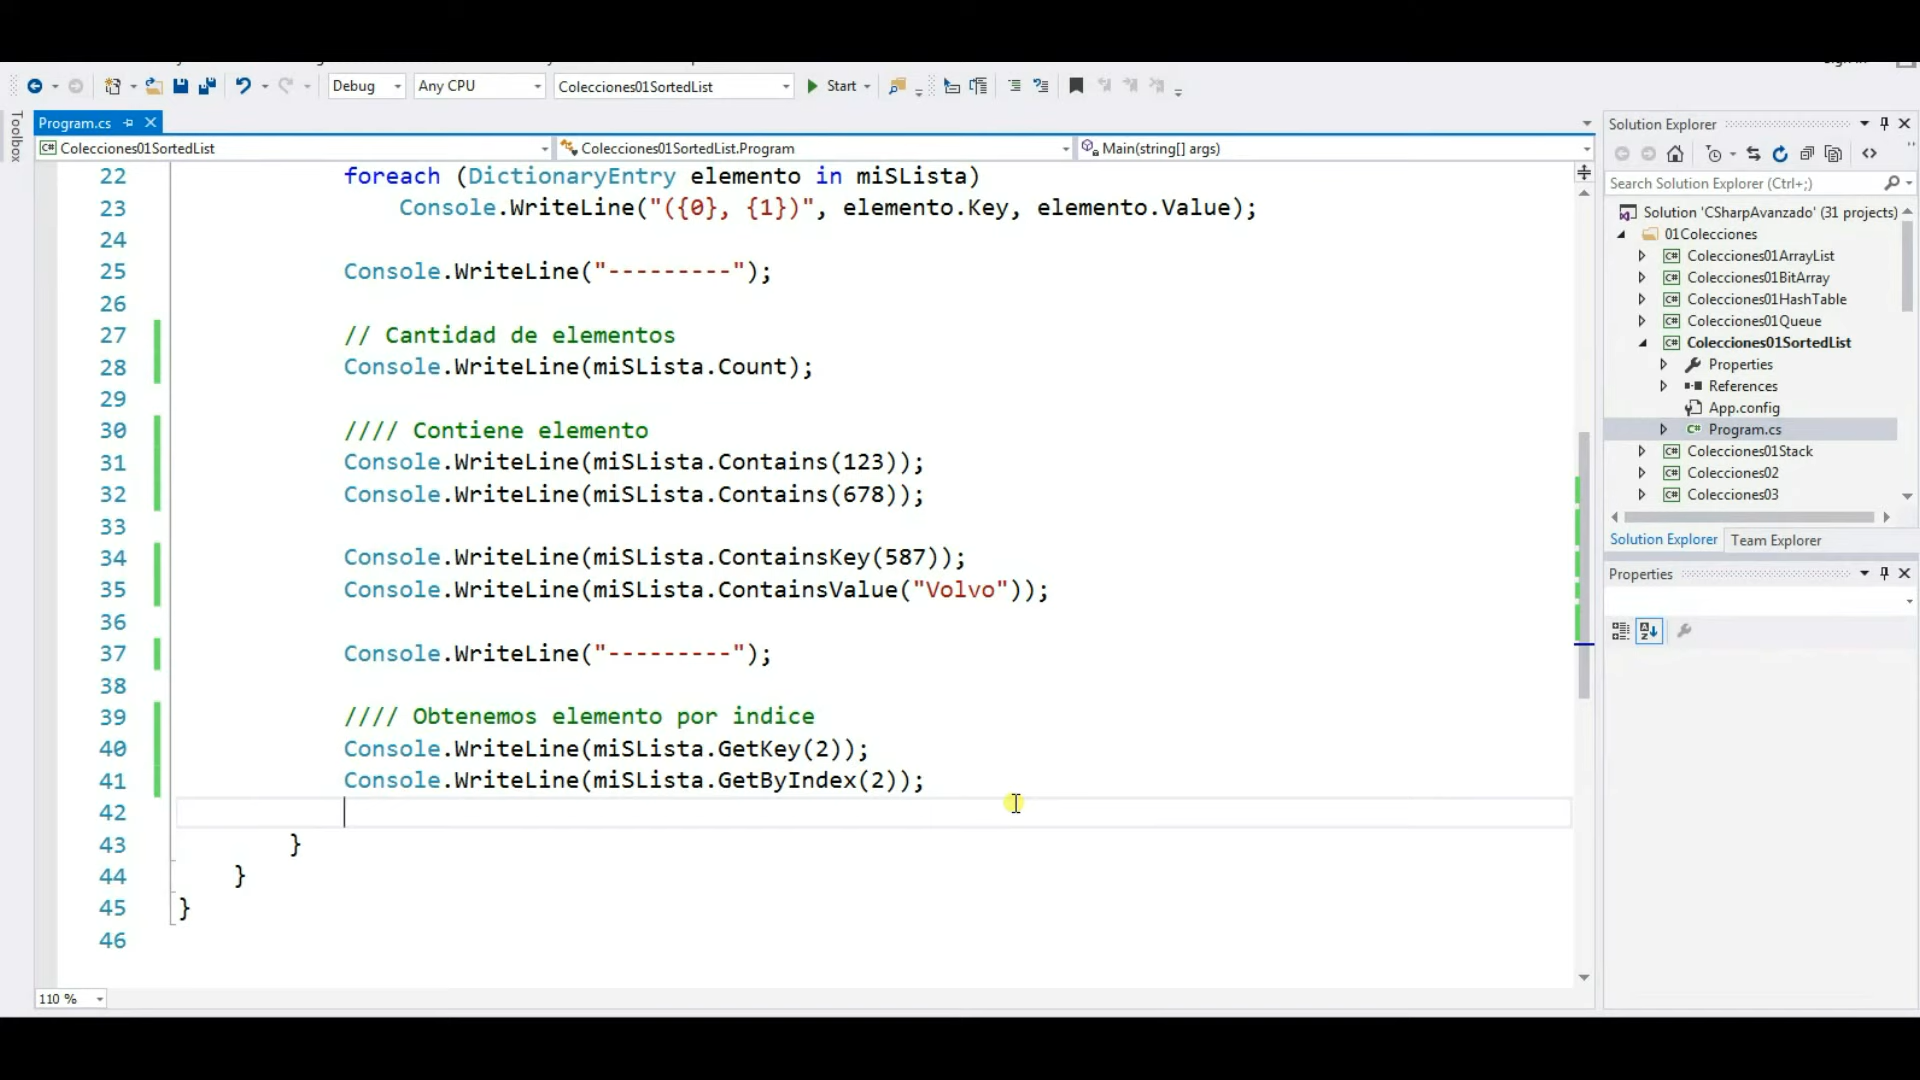 Debug
Any CPU
Colecciones01SortedList
Start
Toolbox
Program.cs
Colecciones01SortedList
Colecciones01SortedList.Program
Main(string[] args)
22 foreach (DictionaryEntry elemento in miSLista)
23 Console.WriteLine("({0}, {1})", elemento.Key, elemento.Value);
24
25 Console.WriteLine("---------");
26
27 // Cantidad de elementos
28 Console.WriteLine(miSLista.Count);
29
30 //// Contiene elemento
31 Console.WriteLine(miSLista.Contains(123));
32 Console.WriteLine(miSLista.Contains(678));
33
34 Console.WriteLine(miSLista.ContainsKey(587));
35 Console.WriteLine(miSLista.ContainsValue("Volvo"));
36
37 Console.WriteLine("---------");
38
39 //// Obtenemos elemento por indice
40 Console.WriteLine(miSLista.GetKey(2));
41 Console.WriteLine(miSLista.GetByIndex(2));
42
43 }
44 }
45 }
46
110 %
Solution Explorer
Search Solution Explorer (Ctrl+;)
Solution 'CSharpAvanzado' (31 projects)
01Colecciones
C# Colecciones01ArrayList
C# Colecciones01BitArray
C# Colecciones01HashTable
C# Colecciones01Queue
C# Colecciones01SortedList
Properties
References
App.config
C# Program.cs
C# Colecciones01Stack
C# Colecciones02
C# Colecciones03
Solution Explorer
Team Explorer
Properties